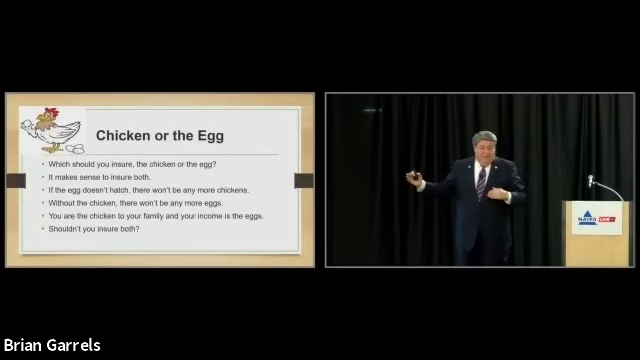 Chicken or the Egg
• Which should you insure, the chicken or the egg?
• It makes sense to insure both.
• If the egg doesn't hatch, there won't be any more chickens.
• Without the chicken, there won't be any more eggs.
• You are the chicken to your family and your income is the eggs.
• Shouldn't you insure both?
NAIFA LIVE
Brian Garrels